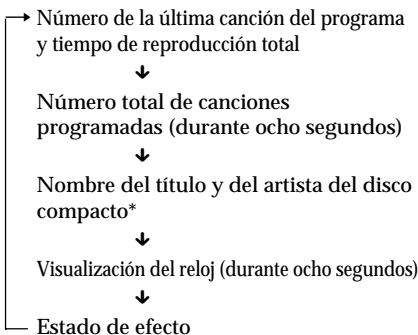 Número de la última canción del programa
y tiempo de reproducción total
Número total de canciones
programadas (durante ocho segundos)
Nombre del título y del artista del disco
compacto*
Visualización del reloj (durante ocho segundos)
Estado de efecto